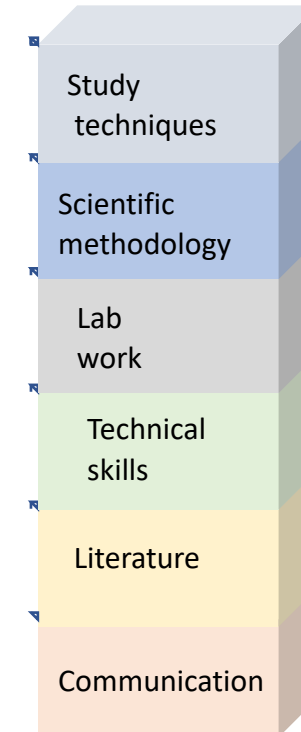 Study
techniques
Scientific
methodology
Lab
work
Technical
skills
Literature
Communication